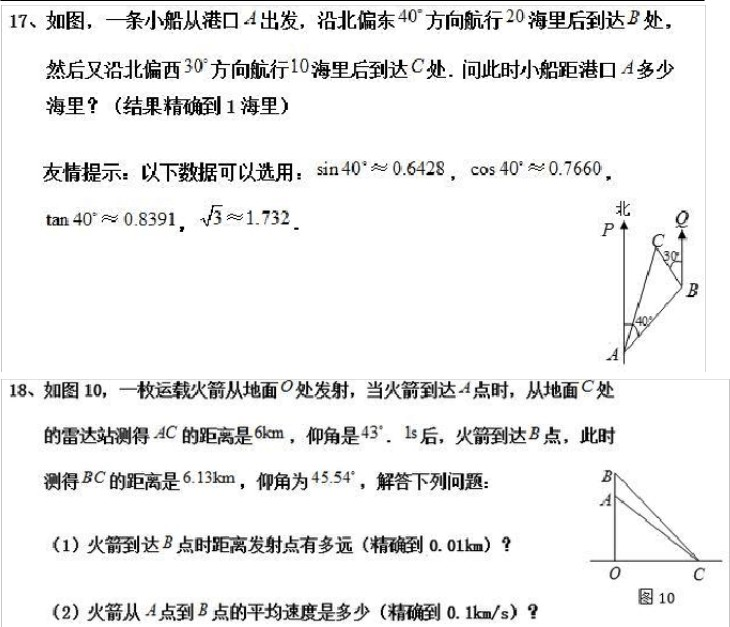 17、如图，一条小船从港口A出发，沿北偏东40°方向航行20海里后到达B处，
然后又沿北偏西30°方向航行10海里后到达C处．问此时小船距港口A多少
海里？（结果精确到1海里）
友情提示：以下数据可以选用：sin 40°≈0.6428，cos 40°≈0.7660，
tan 40°≈0.8391，√3≈1.732．
北
P
Q
C
30°
B
40°
A
18、如图10，一枚运载火箭从地面O处发射，当火箭到达A点时，从地面C处
的雷达站测得AC的距离是6km，仰角是43°．1s后，火箭到达B点，此时
测得BC的距离是6.13km，仰角为45.54°，解答下列问题：
（1）火箭到达B点时距离发射点有多远（精确到0.01km）？
（2）火箭从A点到B点的平均速度是多少（精确到0.1km/s）？
B
A
O
C
图10